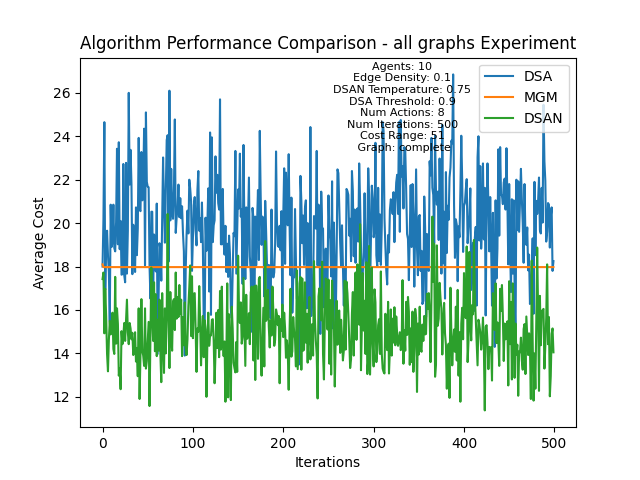 Algorithm Performance Comparison - all graphs Experiment
Agents: 10
Edge Density: 0.1
DSAN Temperature: 0.75
DSA Threshold: 0.9
Num Actions: 8
Num Iterations: 500
Cost Range: 51
Graph: complete
DSA
MGM
DSAN
Average Cost
26
24
22
20
18
16
14
12
0
100
200
300
400
500
Iterations